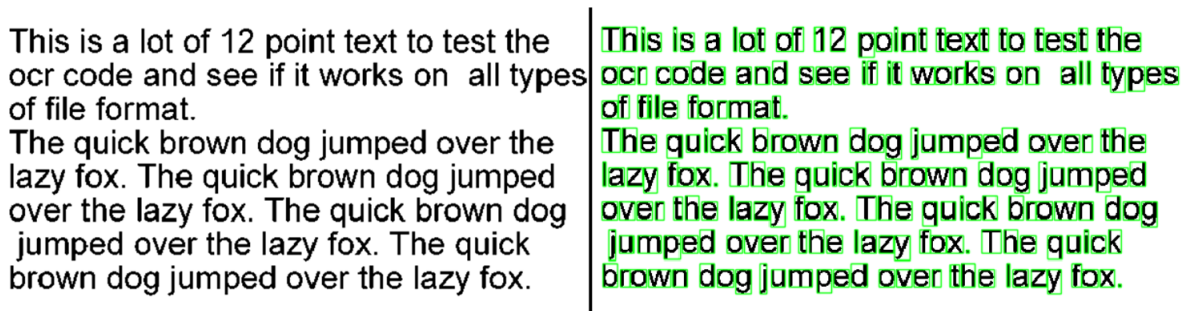 This is a lot of 12 point text to test the
ocr code and see if it works on  all types
of file format.
The quick brown dog jumped over the
lazy fox. The quick brown dog jumped
over the lazy fox. The quick brown dog
jumped over the lazy fox. The quick
brown dog jumped over the lazy fox.
This is a lot of 12 point text to test the
ocr code and see if it works on  all types
of file format.
The quick brown dog jumped over the
lazy fox. The quick brown dog jumped
over the lazy fox. The quick brown dog
jumped over the lazy fox. The quick
brown dog jumped over the lazy fox.